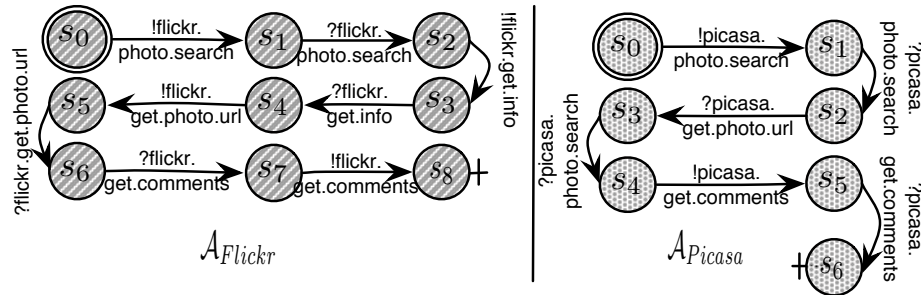 s0
!flickr.
photo.search
s1
?flickr.
photo.search
s2
!flickr.get.info
s5
!flickr.
get.photo.url
s4
?flickr.
get.info
s3
?flickr.get.photo.url
s6
?flickr.
get.comments
s7
!flickr.
get.comments
s8
+
A_Flickr
s0
!picasa.
photo.search
s1
?picasa.
photo.search
s3
?picasa.
get.photo.url
s2
?picasa.
photo.search
s4
!picasa.
get.comments
s5
?picasa.
get.comments
+
s6
A_Picasa